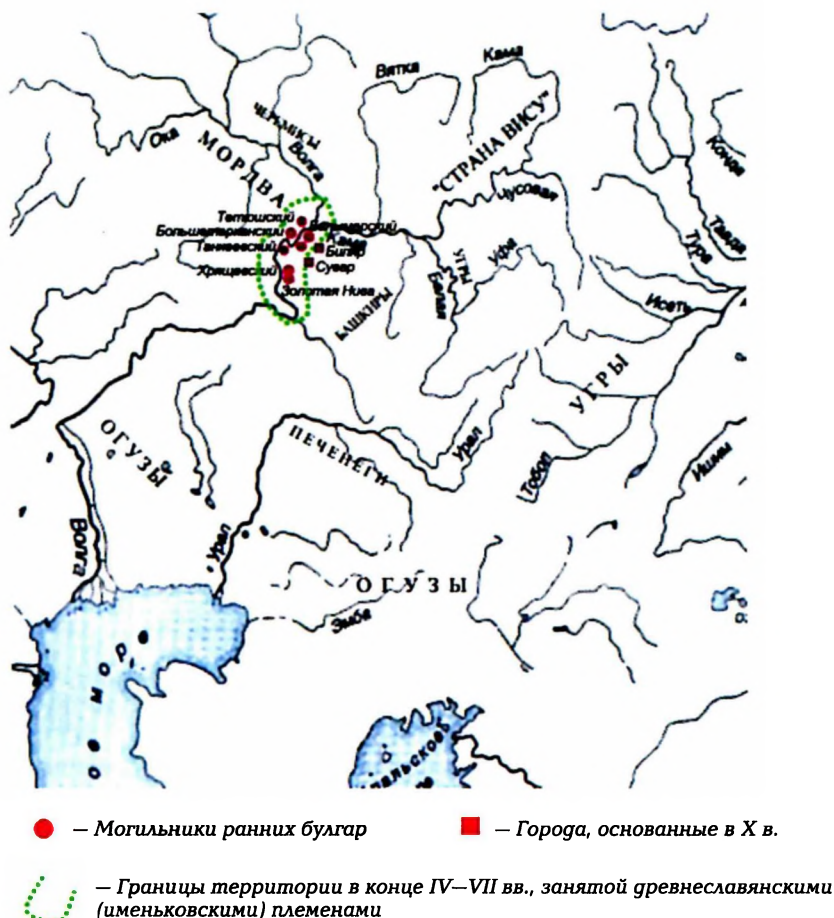 Вятка
Кама
ЧЕРЕМИСЫ
"СТРАНА ВИСУ"
Ока
МОРДВА
Волга
Конда
Чусовая
Тавда
Тура
Тетюшский
Большетарханский
Кама
Танкеевский
Биляр
Сувар
Хрящевский
Золотая Нива
УГРЫ
Уфа
Белая
БАШКИРЫ
Исеть
УГРЫ
ОГУЗЫ
ПЕЧЕНЕГИ
Урал
Тобол
Ишим
Волга
Урал
ОГУЗЫ
Эмба
о е море
— Могильники ранних булгар
— Города, основанные в X в.
— Границы территории в конце IV—VII вв., занятой древнеславянскими
(именьковскими) племенами